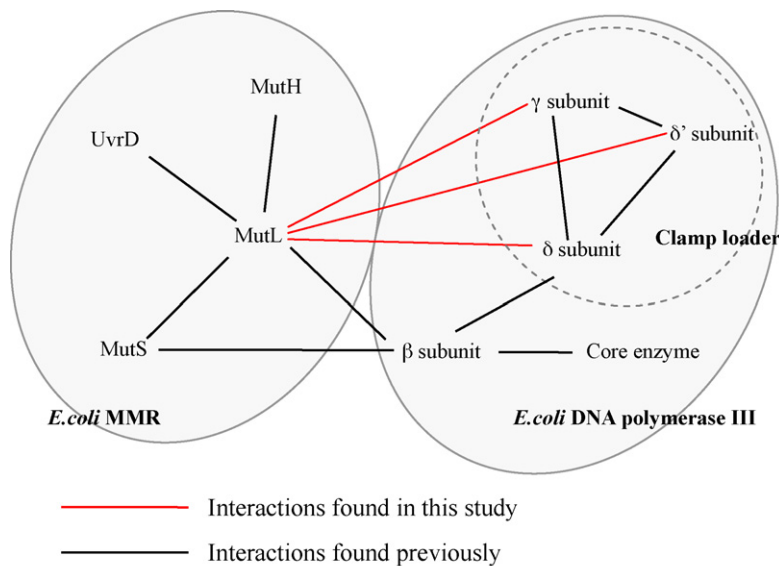 MutH
γ subunit
UvrD
δ' subunit
MutL
δ subunit
Clamp loader
MutS
β subunit
Core enzyme
E.coli MMR
E.coli DNA polymerase III
Interactions found in this study
Interactions found previously